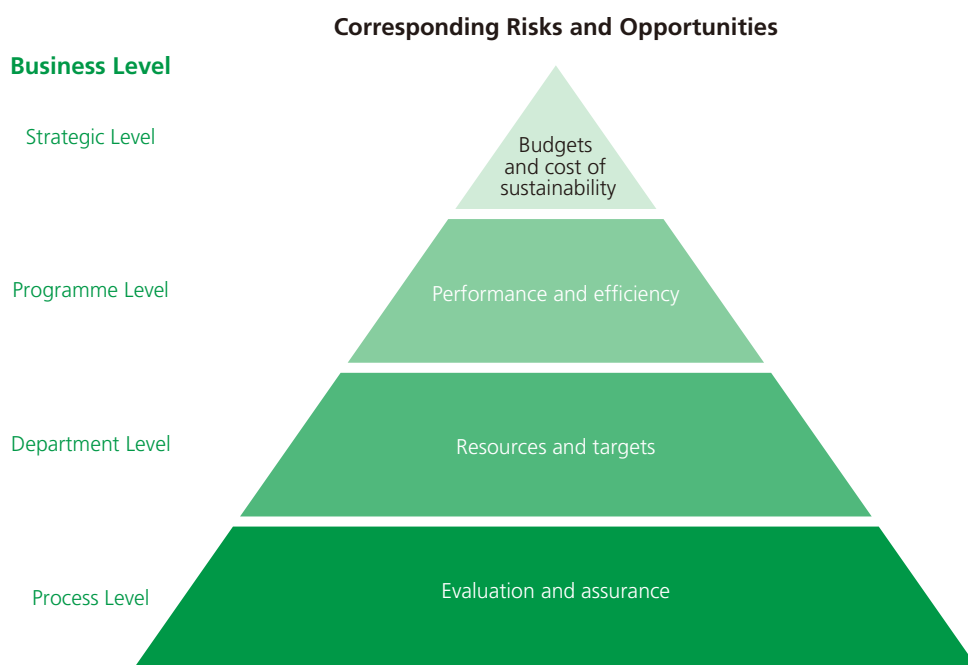 Corresponding Risks and Opportunities
Business Level
Strategic Level
Budgets
and cost of
sustainability
Programme Level
Performance and efficiency
Department Level
Resources and targets
Process Level
Evaluation and assurance